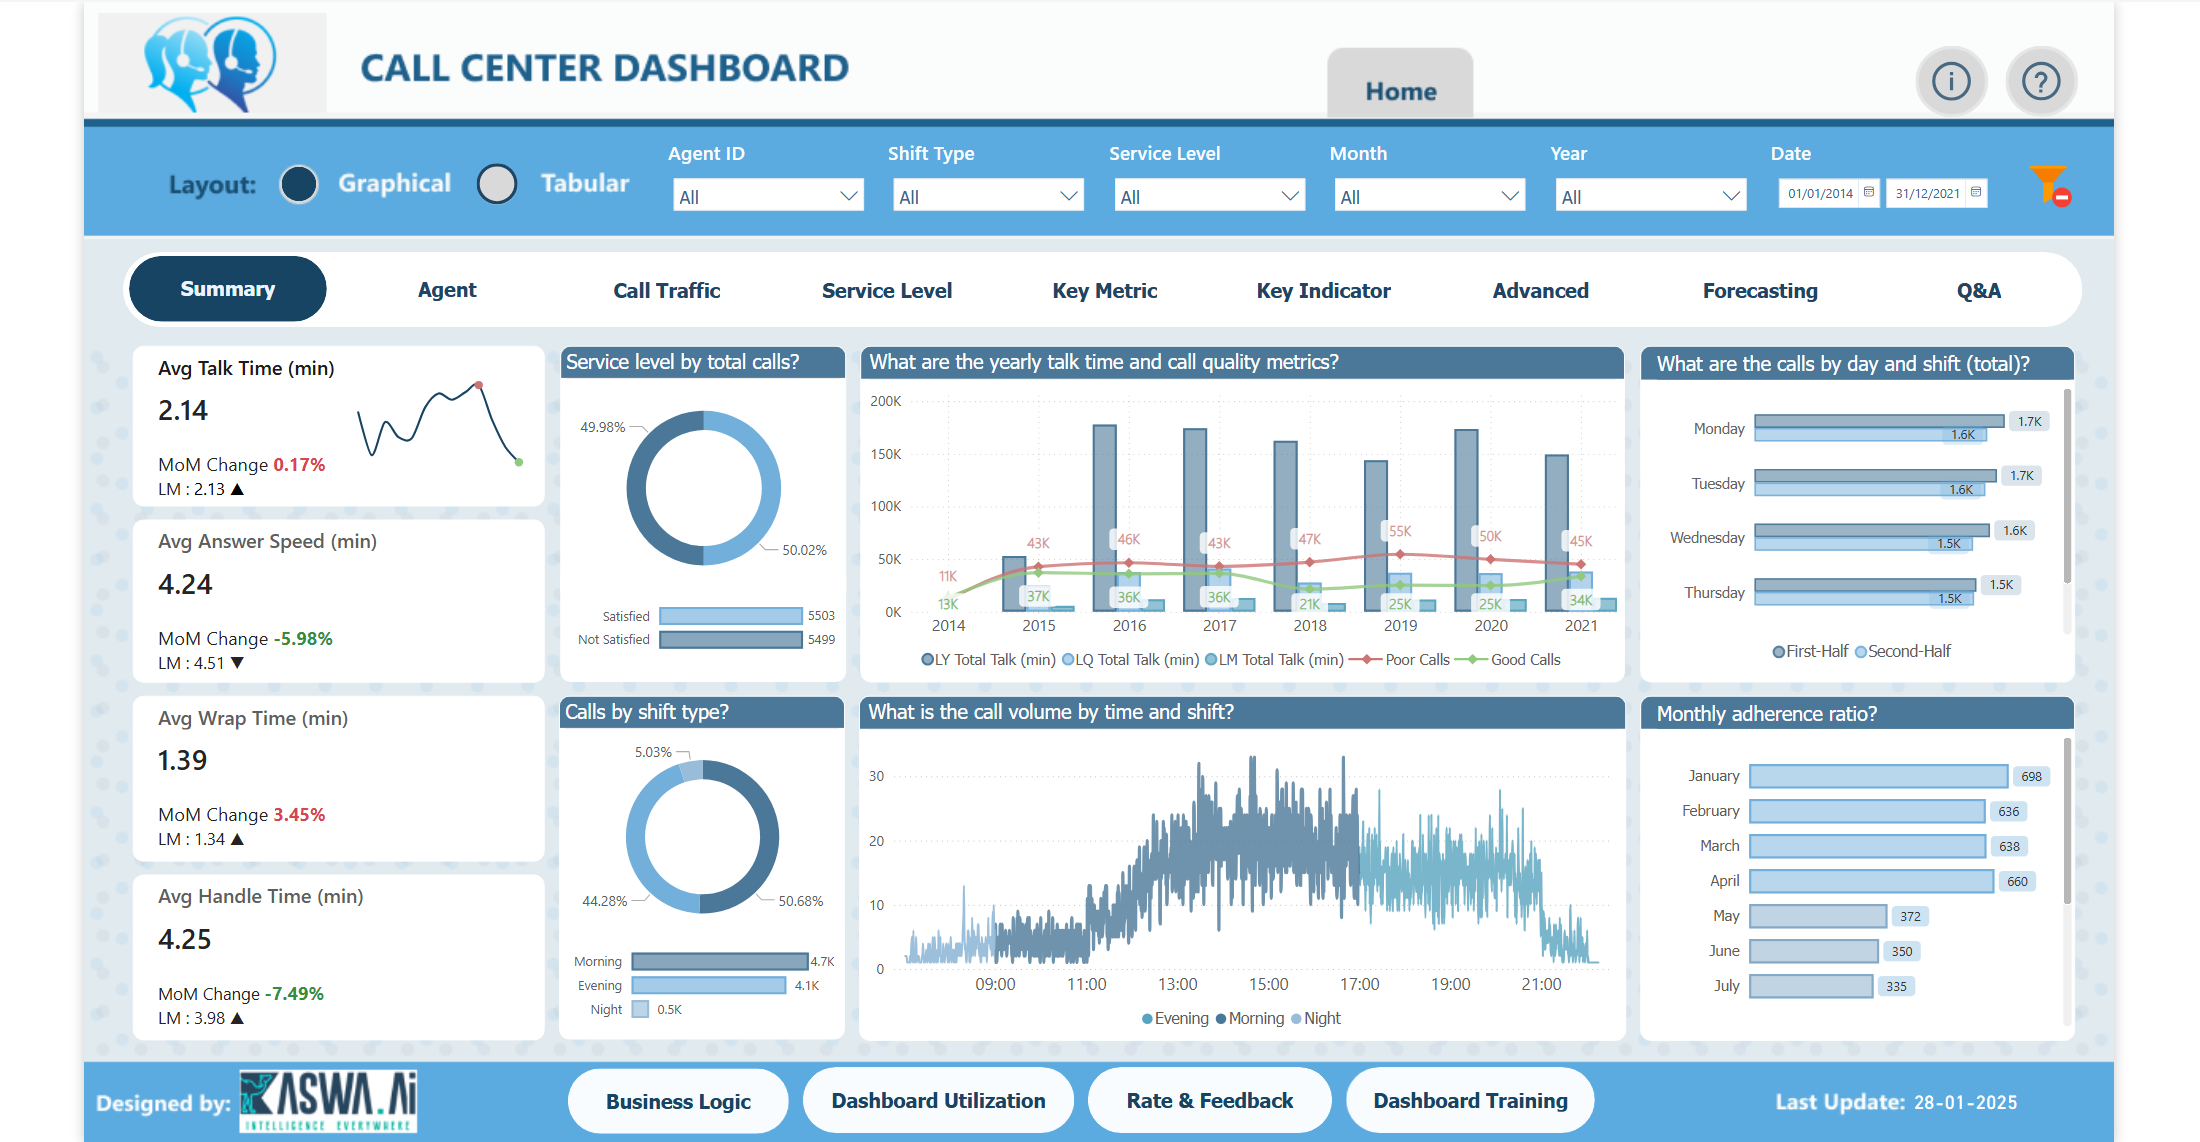 CALL CENTER DASHBOARD
Home
i
?
Layout:
Graphical
Tabular
Agent ID
All
Shift Type
All
Service Level
All
Month
All
Year
All
Date
01/01/2014
31/12/2021
Summary
Agent
Call Traffic
Service Level
Key Metric
Key Indicator
Advanced
Forecasting
Q&A
Avg Talk Time (min)
2.14
MoM Change 0.17%
LM : 2.13 ▲
Avg Answer Speed (min)
4.24
MoM Change -5.98%
LM : 4.51 ▼
Avg Wrap Time (min)
1.39
MoM Change 3.45%
LM : 1.34 ▲
Avg Handle Time (min)
4.25
MoM Change -7.49%
LM : 3.98 ▲
Service level by total calls?
49.98%
50.02%
Satisfied 5503
Not Satisfied 5499
Calls by shift type?
5.03%
44.28%
50.68%
Morning 4.7K
Evening 4.1K
Night 0.5K
What are the yearly talk time and call quality metrics?
200K
150K
100K
50K
0K
11K 43K 46K 43K 47K 55K 50K 45K
13K 37K 36K 36K 21K 25K 25K 34K
2014 2015 2016 2017 2018 2019 2020 2021
LY Total Talk (min) LQ Total Talk (min) LM Total Talk (min) Poor Calls Good Calls
What is the call volume by time and shift?
30
20
10
0
09:00 11:00 13:00 15:00 17:00 19:00 21:00
Evening Morning Night
What are the calls by day and shift (total)?
Monday 1.7K
1.6K
Tuesday 1.7K
1.6K
Wednesday 1.6K
1.5K
Thursday 1.5K
1.5K
First-Half Second-Half
Monthly adherence ratio?
January 698
February 636
March 638
April 660
May 372
June 350
July 335
Designed by:
KASWA.Ai
INTELLIGENCE EVERYWHERE
Business Logic
Dashboard Utilization
Rate & Feedback
Dashboard Training
Last Update: 28-01-2025